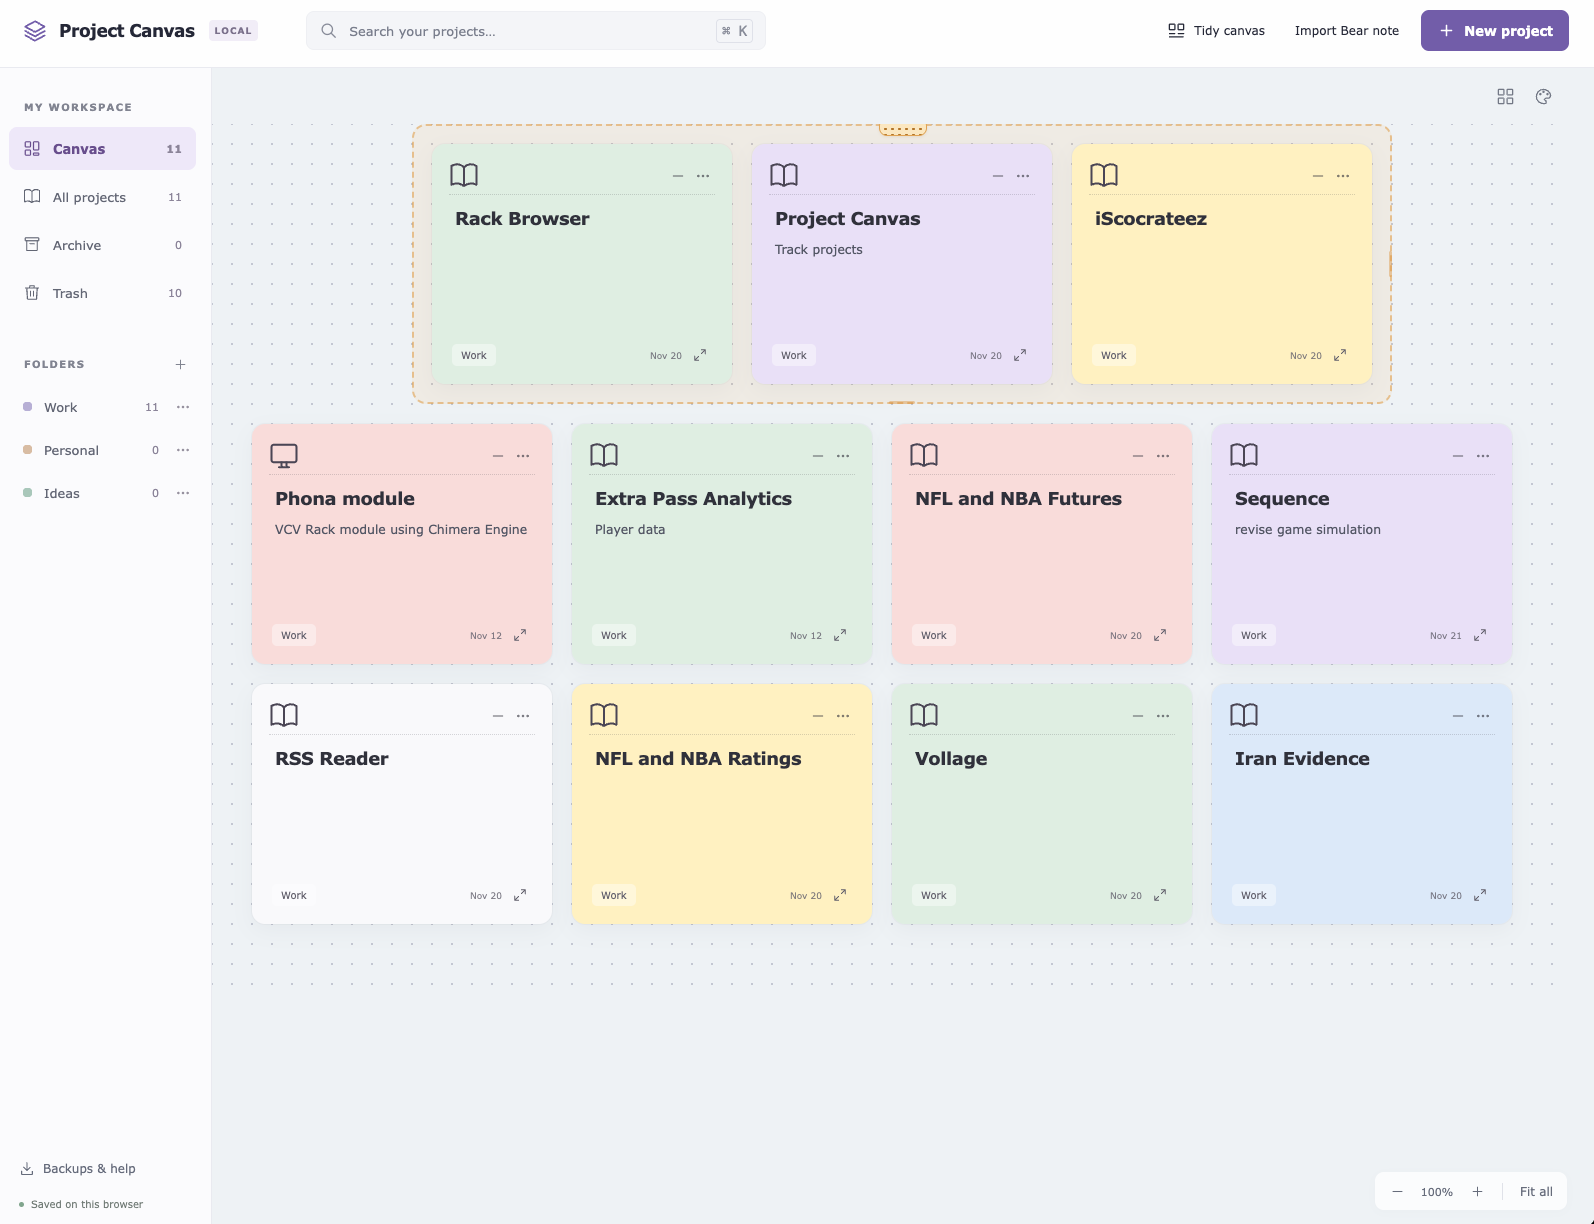 Project Canvas LOCAL
Search your projects...
⌘ K
Tidy canvas
Import Bear note
+ New project
MY WORKSPACE
Canvas 11
All projects 11
Archive 0
Trash 10
FOLDERS +
Work 11
Personal 0
Ideas 0
Rack Browser
Work Nov 20
Project Canvas
Track projects
Work Nov 20
iScocrateez
Work Nov 20
Phona module
VCV Rack module using Chimera Engine
Work Nov 12
Extra Pass Analytics
Player data
Work Nov 12
NFL and NBA Futures
Work Nov 20
Sequence
revise game simulation
Work Nov 21
RSS Reader
Work Nov 20
NFL and NBA Ratings
Work Nov 20
Vollage
Work Nov 20
Iran Evidence
Work Nov 20
Backups & help
Saved on this browser
− 100% + Fit all